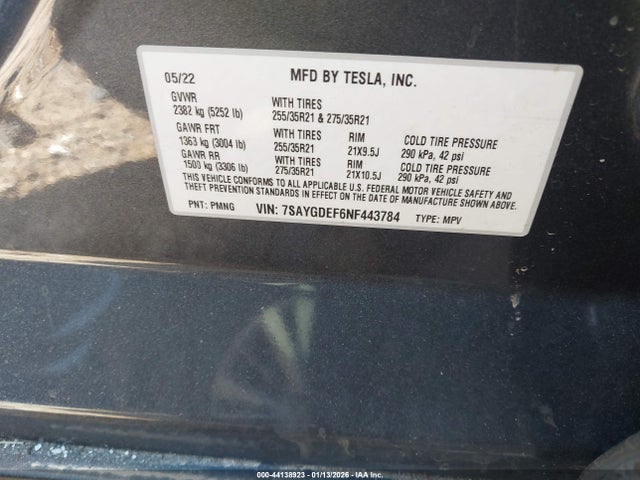 05/22 MFD BY TESLA, INC.
GVWR
2382 kg (5252 lb) WITH TIRES 255/35R21 & 275/35R21
GAWR FRT WITH TIRES RIM COLD TIRE PRESSURE
1363 kg (3004 lb) 255/35R21 21X9.5J 290 kPa, 42 psi
GAWR RR WITH TIRES RIM COLD TIRE PRESSURE
1500 kg (3306 lb) 275/35R21 21X10.5J 290 kPa, 42 psi
THIS VEHICLE CONFORMS TO ALL APPLICABLE U.S. FEDERAL MOTOR VEHICLE SAFETY AND
THEFT PREVENTION STANDARDS IN EFFECT ON DATE OF MANUFACTURE SHOWN ABOVE.
PNT: PMNG VIN: 7SAYGDEF6NF443784 TYPE: MPV
000-44138923 - 01/13/2026 - IAA Inc.